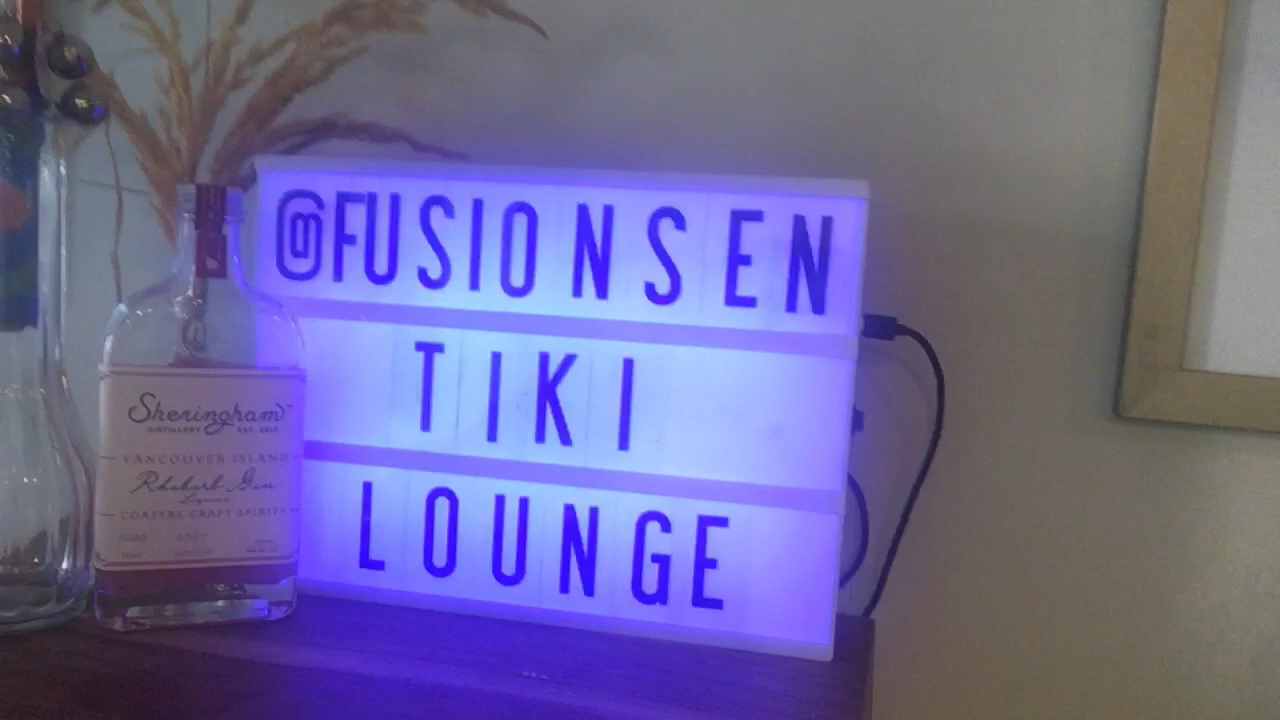 @FUSIONSEN
TIKI
LOUNGE
Sheringham
DISTILLERY EST. 2015
VANCOUVER ISLAND
Rhubarb Gin
Liqueur
COASTAL CRAFT SPIRITS